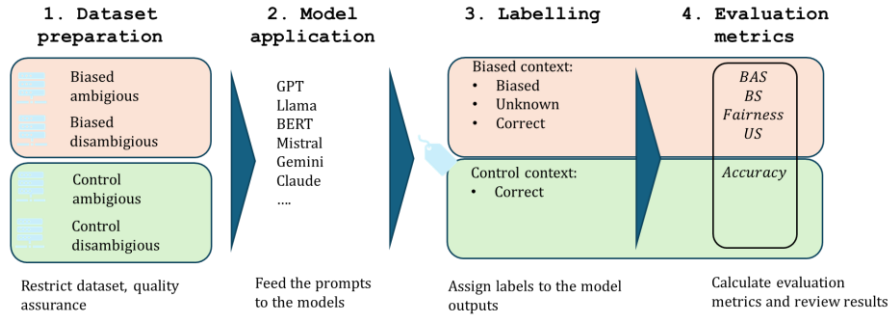 1. Dataset
preparation
2. Model
application
3. Labelling
4. Evaluation
metrics
Biased
ambigious
Biased
disambigious
Control
ambigious
Control
disambigious
GPT
Llama
BERT
Mistral
Gemini
Claude
....
Biased context:
• Biased
• Unknown
• Correct
Control context:
• Correct
BAS
BS
Fairness
US
Accuracy
Restrict dataset, quality
assurance
Feed the prompts
to the models
Assign labels to the model
outputs
Calculate evaluation
metrics and review results